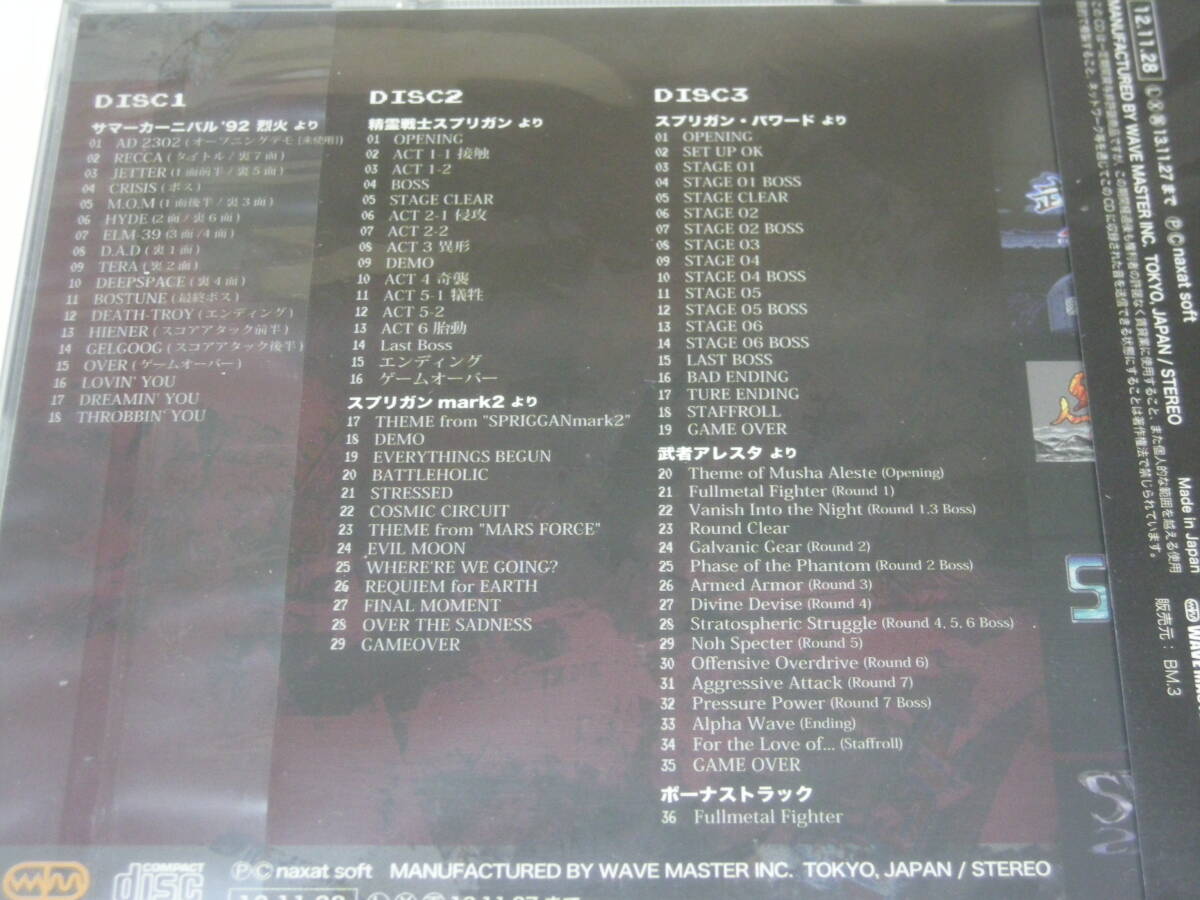 DISC1
サマーカーニバル '92 烈火 より
01 AD 2302 (オープニングデモ [未使用])
02 RECCA (タイトル / 裏7面)
03 JETTER (1面前半 / 裏5面)
04 CRISIS (ボス)
05 M.O.M (1面後半 / 裏3面)
06 HYDE (2面 / 裏6面)
07 ELM-39 (3面 / 4面)
08 D.A.D (裏1面)
09 TERA (裏2面)
10 DEEPSPACE (裏4面)
11 BOSTUNE (最終ボス)
12 DEATH-TROY (エンディング)
13 HIENER (スコアアタック前半)
14 GELGOOG (スコアアタック後半)
15 OVER (ゲームオーバー)
16 LOVIN' YOU
17 DREAMIN' YOU
18 THROBBIN' YOU
DISC2
精霊戦士スプリガン より
01 OPENING
02 ACT 1-1 接触
03 ACT 1-2
04 BOSS
05 STAGE CLEAR
06 ACT 2-1 侵攻
07 ACT 2-2
08 ACT 3 異形
09 DEMO
10 ACT 4 奇襲
11 ACT 5-1 犠牲
12 ACT 5-2
13 ACT 6 胎動
14 Last Boss
15 エンディング
16 ゲームオーバー
スプリガン mark2 より
17 THEME from "SPRIGGANmark2"
18 DEMO
19 EVERYTHINGS BEGUN
20 BATTLEHOLIC
21 STRESSED
22 COSMIC CIRCUIT
23 THEME from "MARS FORCE"
24 EVIL MOON
25 WHERE'RE WE GOING?
26 REQUIEM for EARTH
27 FINAL MOMENT
28 OVER THE SADNESS
29 GAMEOVER
DISC3
スプリガン・パワード より
01 OPENING
02 SET UP OK
03 STAGE 01
04 STAGE 01 BOSS
05 STAGE CLEAR
06 STAGE 02
07 STAGE 02 BOSS
08 STAGE 03
09 STAGE 04
10 STAGE 04 BOSS
11 STAGE 05
12 STAGE 05 BOSS
13 STAGE 06
14 STAGE 06 BOSS
15 LAST BOSS
16 BAD ENDING
17 TURE ENDING
18 STAFFROLL
19 GAME OVER
武者アレスタ より
20 Theme of Musha Aleste (Opening)
21 Fullmetal Fighter (Round 1)
22 Vanish Into the Night (Round 1.3 Boss)
23 Round Clear
24 Galvanic Gear (Round 2)
25 Phase of the Phantom (Round 2 Boss)
26 Armed Armor (Round 3)
27 Divine Devise (Round 4)
28 Stratospheric Struggle (Round 4, 5, 6 Boss)
29 Noh Specter (Round 5)
30 Offensive Overdrive (Round 6)
31 Aggressive Attack (Round 7)
32 Pressure Power (Round 7 Boss)
33 Alpha Wave (Ending)
34 For the Love of... (Staffroll)
35 GAME OVER
ボーナストラック
36 Fullmetal Fighter
COMPACT disc
Ⓟ© naxat soft MANUFACTURED BY WAVE MASTER INC. TOKYO, JAPAN / STEREO
12.11.28 13.11.27まで Ⓟ© naxat soft Made in Japan
MANUFACTURED BY WAVE MASTER INC. TOKYO, JAPAN / STEREO
販売元：BM.3